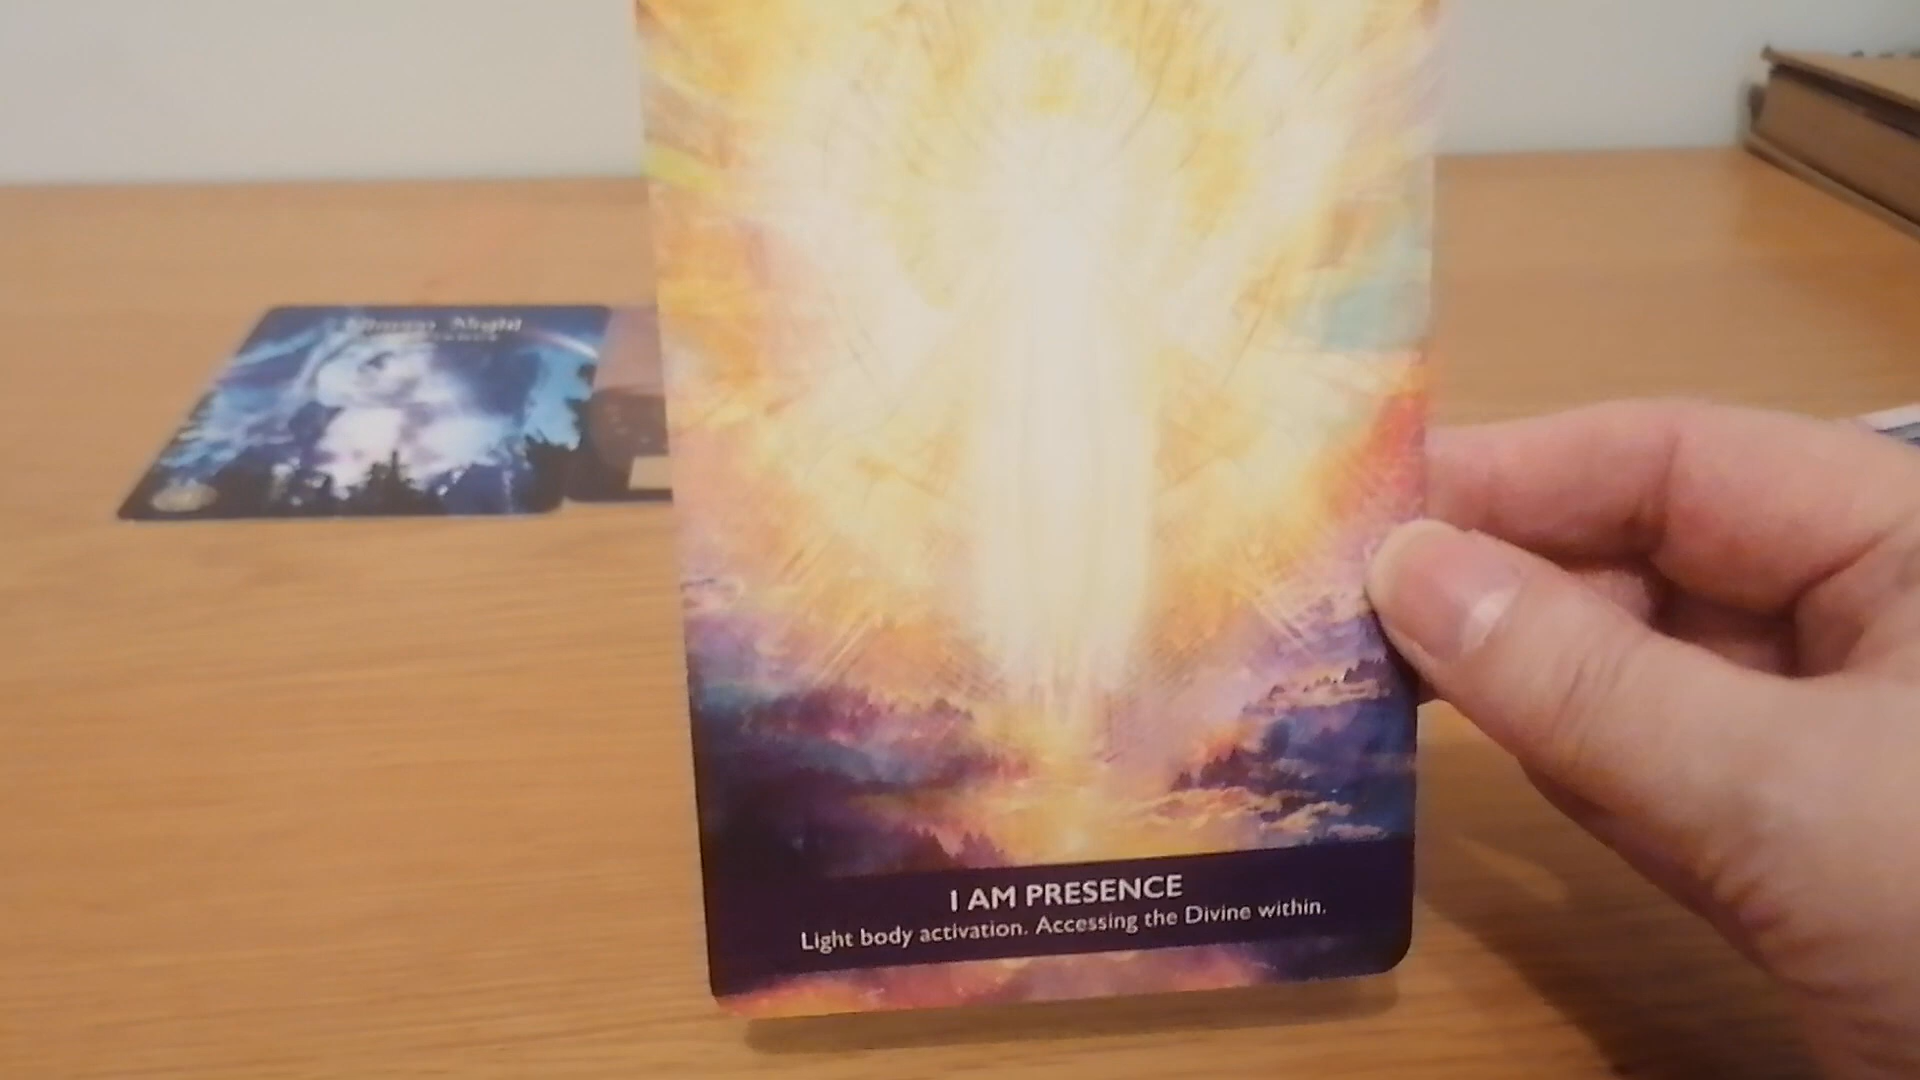 I AM PRESENCE
Light body activation. Accessing the Divine within.